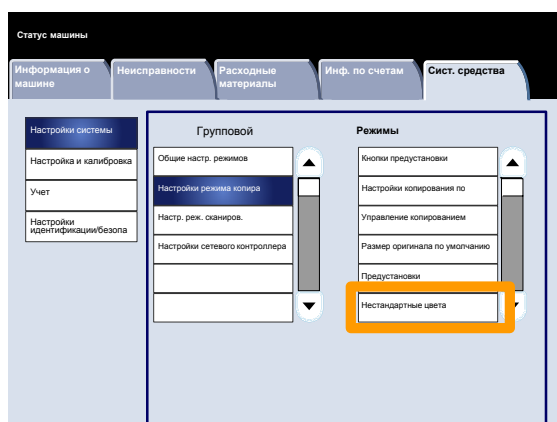 Статус машины
Информация о
машине
Неисправности
Расходные
материалы
Инф. по счетам
Сист. средства
Настройки системы
Настройка и калибровка
Учет
Настройки
идентификации/безопа
Групповой
Общие настр. режимов
Настройки режима копира
Настр. реж. сканиров.
Настройки сетевого контроллера
Режимы
Кнопки предустановки
Настройки копирования по
Управление копированием
Размер оригинала по умолчанию
Предустановки
Нестандартные цвета